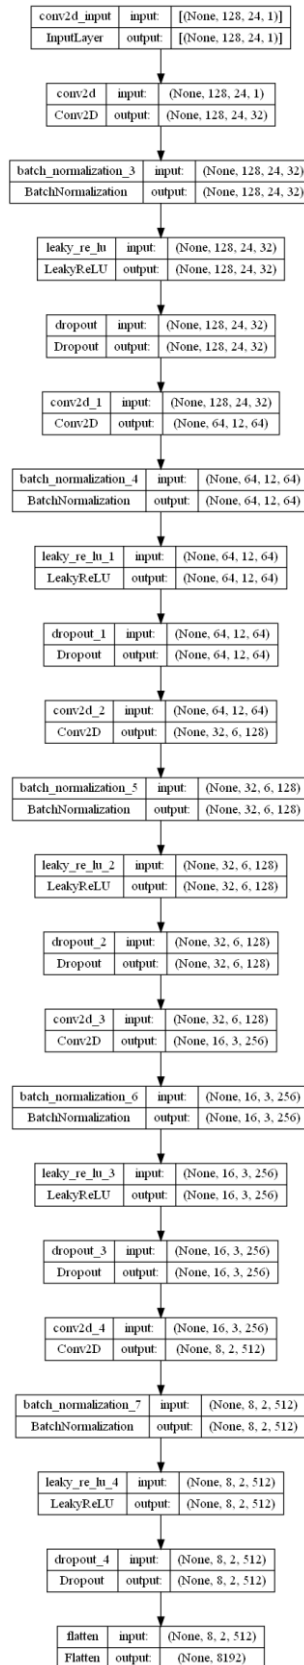 conv2d_input input: [(None, 128, 24, 1)]
InputLayer output: [(None, 128, 24, 1)]
conv2d input: (None, 128, 24, 1)
Conv2D output: (None, 128, 24, 32)
batch_normalization_3 input: (None, 128, 24, 32)
BatchNormalization output: (None, 128, 24, 32)
leaky_re_lu input: (None, 128, 24, 32)
LeakyReLU output: (None, 128, 24, 32)
dropout input: (None, 128, 24, 32)
Dropout output: (None, 128, 24, 32)
conv2d_1 input: (None, 128, 24, 32)
Conv2D output: (None, 64, 12, 64)
batch_normalization_4 input: (None, 64, 12, 64)
BatchNormalization output: (None, 64, 12, 64)
leaky_re_lu_1 input: (None, 64, 12, 64)
LeakyReLU output: (None, 64, 12, 64)
dropout_1 input: (None, 64, 12, 64)
Dropout output: (None, 64, 12, 64)
conv2d_2 input: (None, 64, 12, 64)
Conv2D output: (None, 32, 6, 128)
batch_normalization_5 input: (None, 32, 6, 128)
BatchNormalization output: (None, 32, 6, 128)
leaky_re_lu_2 input: (None, 32, 6, 128)
LeakyReLU output: (None, 32, 6, 128)
dropout_2 input: (None, 32, 6, 128)
Dropout output: (None, 32, 6, 128)
conv2d_3 input: (None, 32, 6, 128)
Conv2D output: (None, 16, 3, 256)
batch_normalization_6 input: (None, 16, 3, 256)
BatchNormalization output: (None, 16, 3, 256)
leaky_re_lu_3 input: (None, 16, 3, 256)
LeakyReLU output: (None, 16, 3, 256)
dropout_3 input: (None, 16, 3, 256)
Dropout output: (None, 16, 3, 256)
conv2d_4 input: (None, 16, 3, 256)
Conv2D output: (None, 8, 2, 512)
batch_normalization_7 input: (None, 8, 2, 512)
BatchNormalization output: (None, 8, 2, 512)
leaky_re_lu_4 input: (None, 8, 2, 512)
LeakyReLU output: (None, 8, 2, 512)
dropout_4 input: (None, 8, 2, 512)
Dropout output: (None, 8, 2, 512)
flatten input: (None, 8, 2, 512)
Flatten output: (None, 8192)